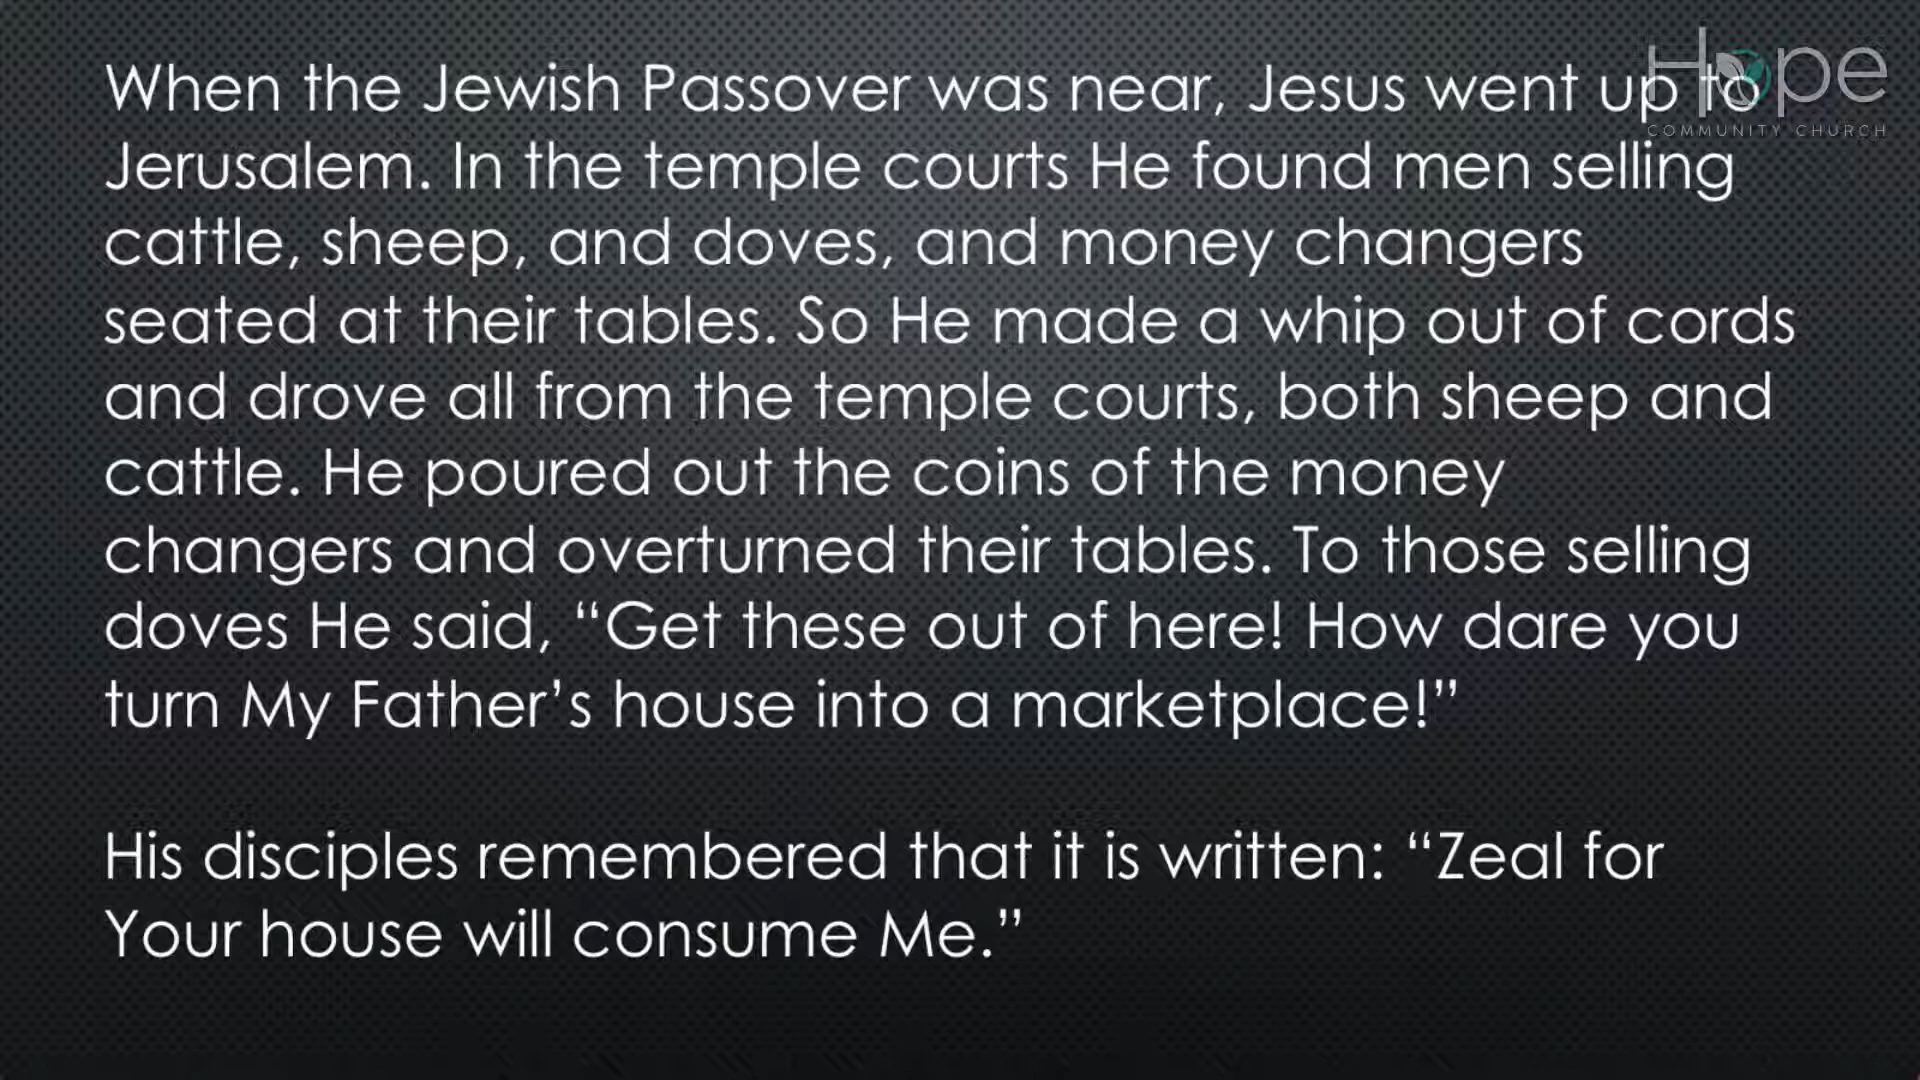 Hope
COMMUNITY CHURCH
When the Jewish Passover was near, Jesus went up to
Jerusalem. In the temple courts He found men selling
cattle, sheep, and doves, and money changers
seated at their tables. So He made a whip out of cords
and drove all from the temple courts, both sheep and
cattle. He poured out the coins of the money
changers and overturned their tables. To those selling
doves He said, “Get these out of here! How dare you
turn My Father’s house into a marketplace!”
His disciples remembered that it is written: “Zeal for
Your house will consume Me.”